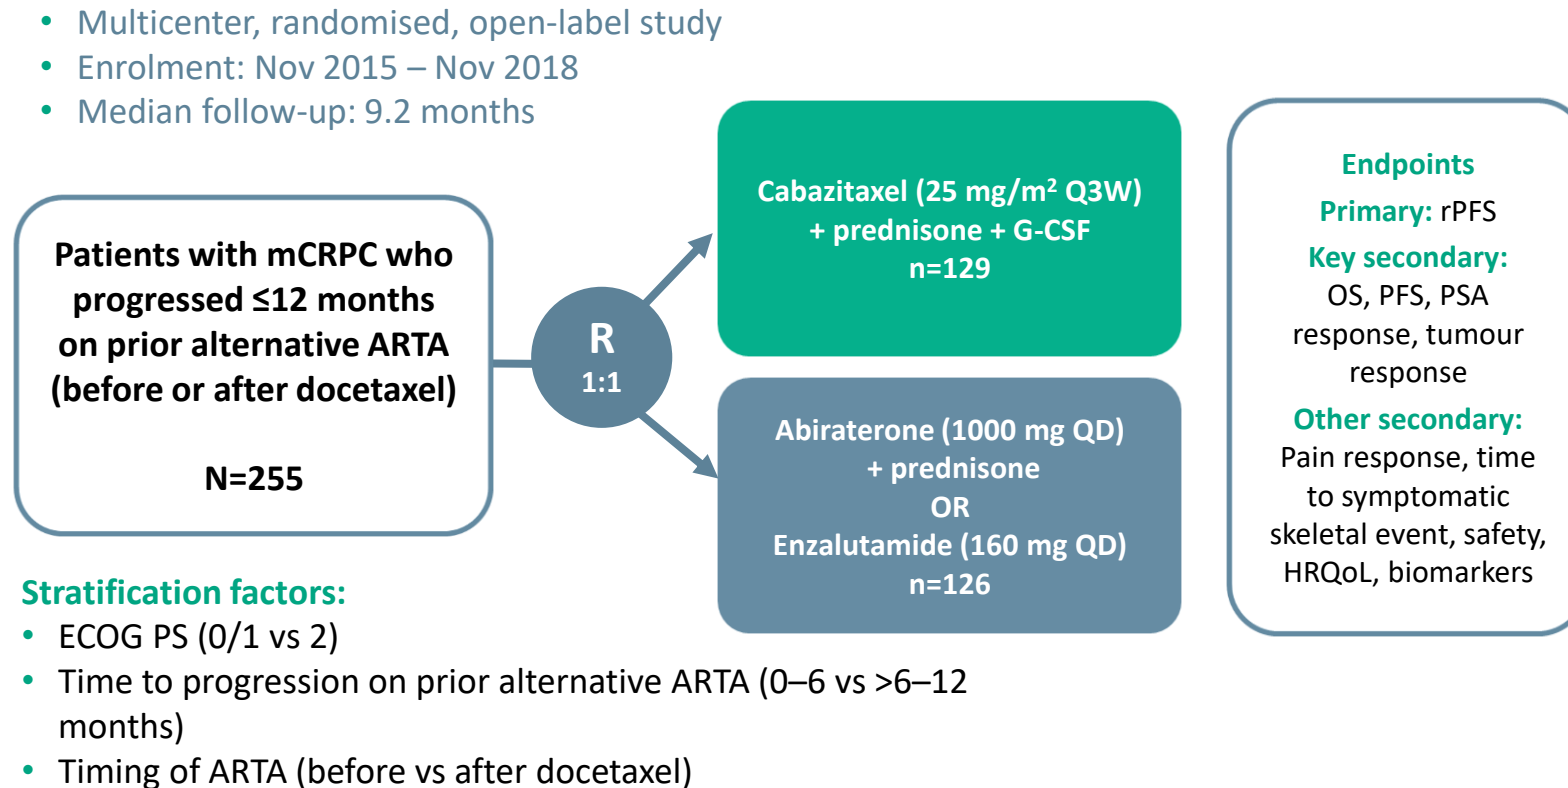 • Multicenter, randomised, open-label study
• Enrolment: Nov 2015 – Nov 2018
• Median follow-up: 9.2 months
Patients with mCRPC who
progressed ≤12 months
on prior alternative ARTA
(before or after docetaxel)
N=255
R
1:1
Cabazitaxel (25 mg/m² Q3W)
+ prednisone + G-CSF
n=129
Abiraterone (1000 mg QD)
+ prednisone
OR
Enzalutamide (160 mg QD)
n=126
Endpoints
Primary: rPFS
Key secondary:
OS, PFS, PSA
response, tumour
response
Other secondary:
Pain response, time
to symptomatic
skeletal event, safety,
HRQoL, biomarkers
Stratification factors:
• ECOG PS (0/1 vs 2)
• Time to progression on prior alternative ARTA (0–6 vs >6–12
months)
• Timing of ARTA (before vs after docetaxel)